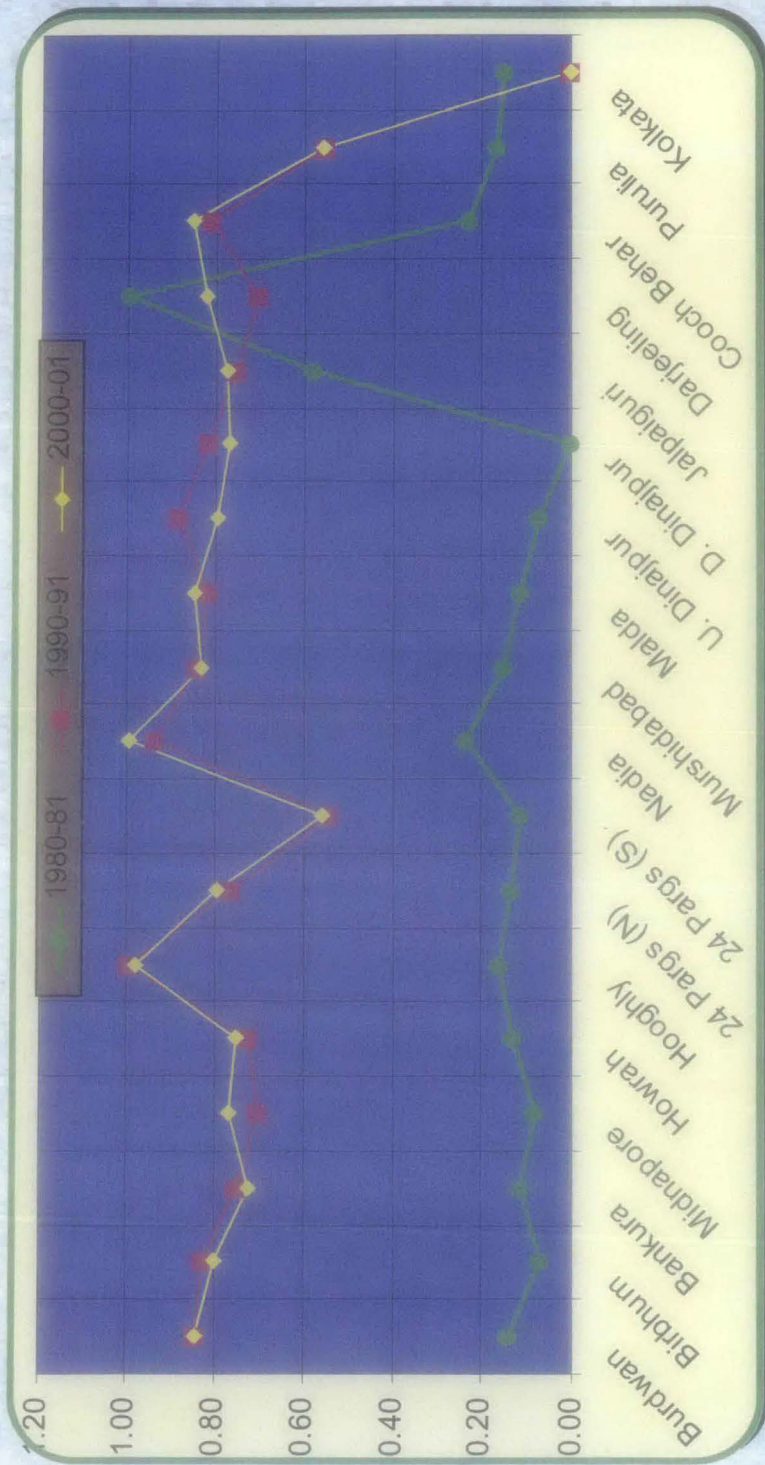 1980-81 1990-91 2000-01
1.20
1.00
0.80
0.60
0.40
0.20
0.00
Burdwan
Birbhum
Bankura
Midnapore
Howrah
Hooghly
24 Pargs (N)
24 Pargs (S)
Nadia
Murshidabad
Malda
U. Dinajpur
D. Dinajpur
Jalpaiguri
Darjeeling
Cooch Behar
Purulia
Kolkata